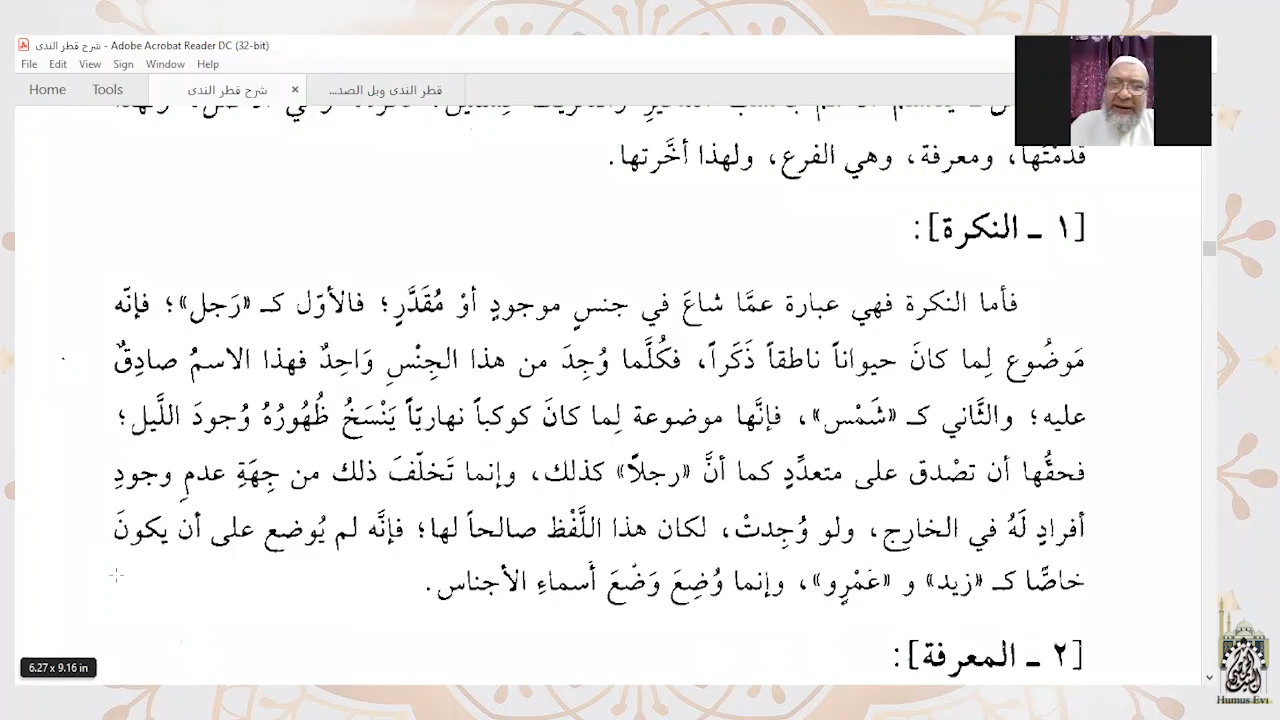 شرح قطر الندى - Adobe Acrobat Reader DC (32-bit)
File Edit View Sign Window Help
Home Tools شرح قطر الندى × قطر الندى وبل الصد...
قدَّمْتُها، ومعرفة، وهي الفرع، ولهذا أخَّرتها.
[١ ـ النكرة]:
فأما النكرة فهي عبارة عمَّا شاعَ في جنسٍ موجودٍ أوْ مُقَدَّرٍ؛ فالأوّل كـ «رَجل»؛ فإنّه
مَوضُوع لِما كانَ حيواناً ناطقاً ذَكَراً، فكُلَّما وُجِدَ من هذا الجِنْسِ وَاحِدٌ فهذا الاسمُ صادِقٌ
عليه؛ والثَّاني كـ «شَمْس»، فإنَّها موضوعة لِما كانَ كوكباً نهاريّاً يَنْسَخُ ظُهُورُهُ وُجودَ اللَّيل؛
فحقُّها أن تصْدق على متعدِّدٍ كما أنَّ «رجلاً» كذلك، وإنما تَخلّفَ ذلك من جِهَةِ عدمِ وجودِ
أفرادٍ لَهُ في الخارِج، ولو وُجِدتْ، لكان هذا اللَّفْظ صالحاً لها؛ فإنَّه لم يُوضع على أن يكونَ
خاصًّا كـ «زيد» و «عَمْرٍو»، وإنما وُضِعَ وَضْعَ أسماءِ الأجناس.
[٢ ـ المعرفة]:
6.27 x 9.16 in
Humus Evi